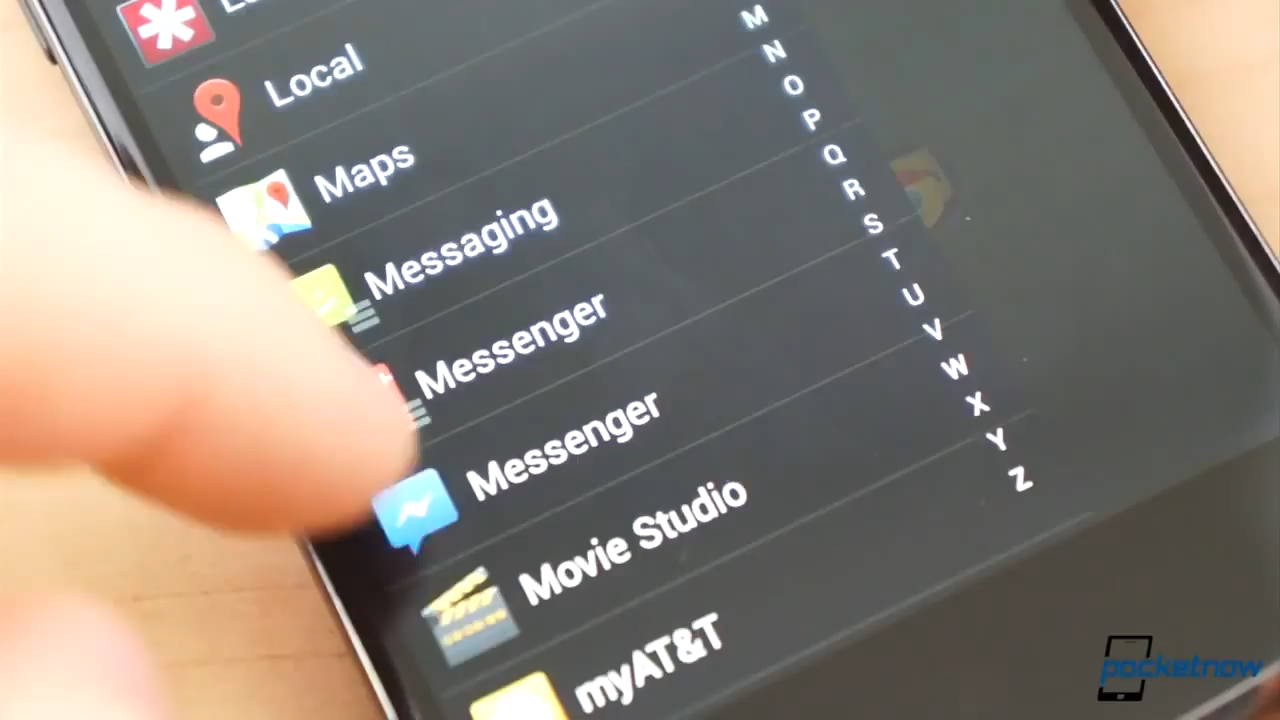 Local
Maps
Messaging
Messenger
Messenger
Movie Studio
myAT&T
M
N
O
P
Q
R
S
T
U
V
W
X
Y
Z
pocketnow